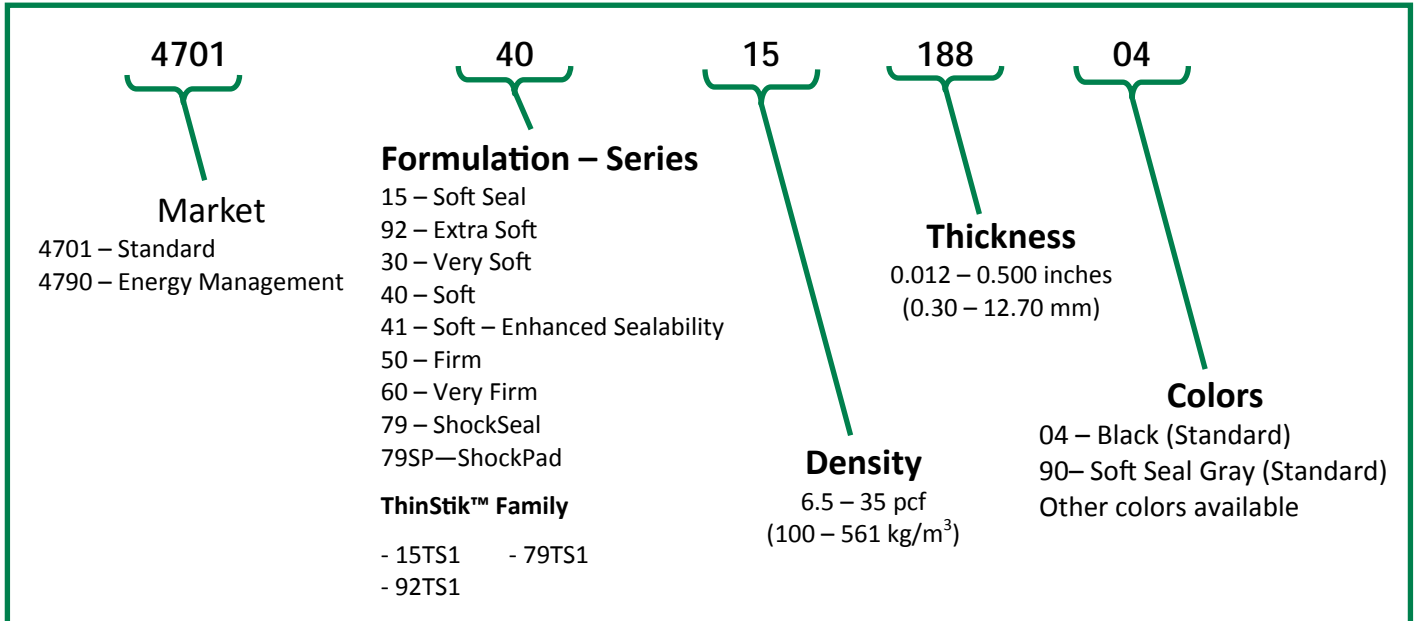 4701 40 15 188 04
Market
4701 – Standard
4790 – Energy Management
Formulation – Series
15 – Soft Seal
92 – Extra Soft
30 – Very Soft
40 – Soft
41 – Soft – Enhanced Sealability
50 – Firm
60 – Very Firm
79 – ShockSeal
79SP—ShockPad
ThinStik™ Family
- 15TS1 - 79TS1
- 92TS1
Density
6.5 – 35 pcf
(100 – 561 kg/m³)
Thickness
0.012 – 0.500 inches
(0.30 – 12.70 mm)
Colors
04 – Black (Standard)
90– Soft Seal Gray (Standard)
Other colors available